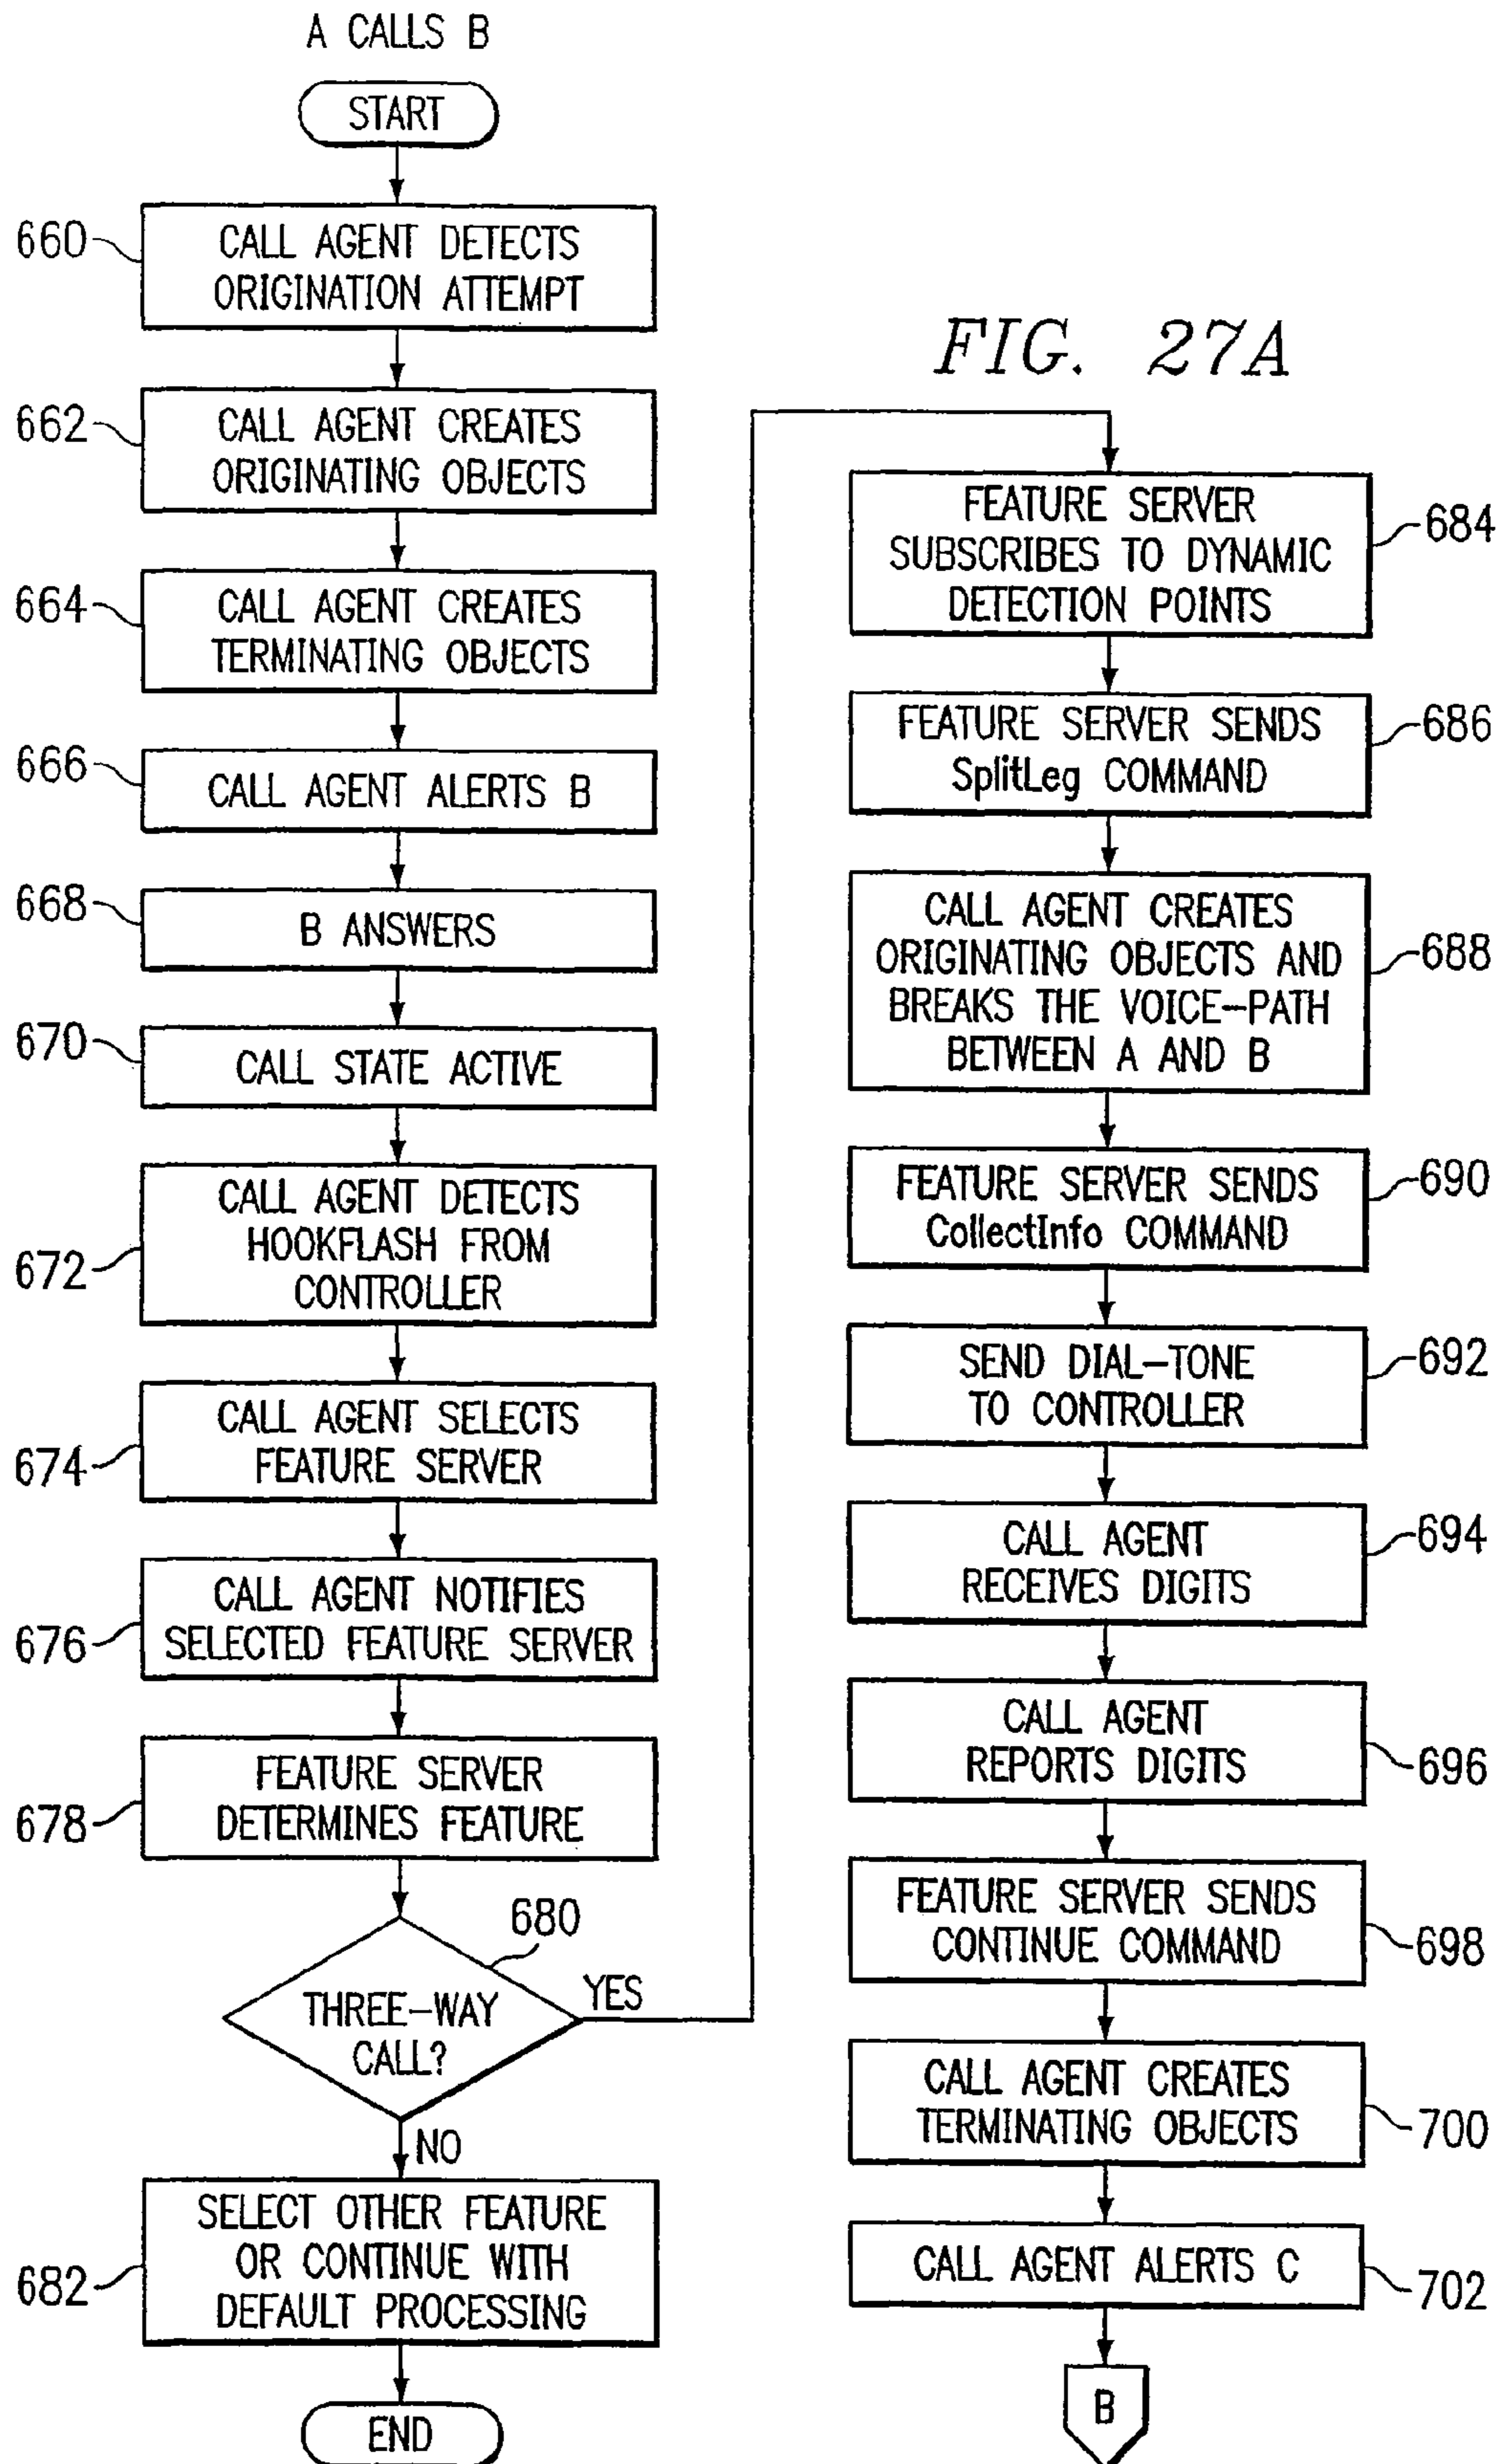 A CALLS B
START
660
CALL AGENT DETECTS
ORIGINATION ATTEMPT
662
CALL AGENT CREATES
ORIGINATING OBJECTS
664
CALL AGENT CREATES
TERMINATING OBJECTS
666
CALL AGENT ALERTS B
668
B ANSWERS
670
CALL STATE ACTIVE
672
CALL AGENT DETECTS
HOOKFLASH FROM
CONTROLLER
674
CALL AGENT SELECTS
FEATURE SERVER
676
CALL AGENT NOTIFIES
SELECTED FEATURE SERVER
678
FEATURE SERVER
DETERMINES FEATURE
680
THREE-WAY
CALL?
YES
NO
682
SELECT OTHER FEATURE
OR CONTINUE WITH
DEFAULT PROCESSING
END
FIG. 27A
FEATURE SERVER
SUBSCRIBES TO DYNAMIC
DETECTION POINTS
684
FEATURE SERVER SENDS
SplitLeg COMMAND
686
CALL AGENT CREATES
ORIGINATING OBJECTS AND
BREAKS THE VOICE-PATH
BETWEEN A AND B
688
FEATURE SERVER SENDS
CollectInfo COMMAND
690
SEND DIAL-TONE
TO CONTROLLER
692
CALL AGENT
RECEIVES DIGITS
694
CALL AGENT
REPORTS DIGITS
696
FEATURE SERVER SENDS
CONTINUE COMMAND
698
CALL AGENT CREATES
TERMINATING OBJECTS
700
CALL AGENT ALERTS C
702
B